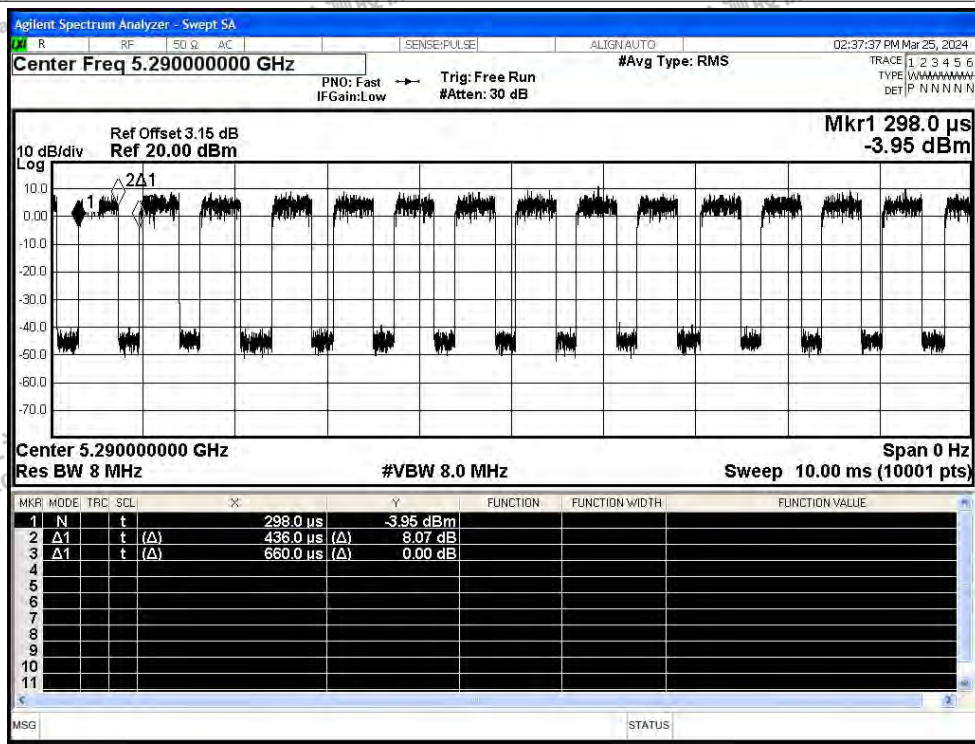 Agilent Spectrum Analyzer - Swept SA
R RF 50 Ω AC SENSE:PULSE ALIGN AUTO 02:37:37 PM Mar 25, 2024
Center Freq 5.290000000 GHz #Avg Type: RMS TRACE 1 2 3 4 5 6
PNO: Fast Trig: Free Run TYPE WWWWWW
IFGain:Low #Atten: 30 dB DET P N N N N N
Ref Offset 3.15 dB Mkr1 298.0 µs
10 dB/div Ref 20.00 dBm -3.95 dBm
Log
10.0
2Δ1
1
0.00
-10.0
-20.0
-30.0
-40.0
-50.0
-60.0
-70.0
Center 5.290000000 GHz Span 0 Hz
Res BW 8 MHz #VBW 8.0 MHz Sweep 10.00 ms (10001 pts)
MKR MODE TRC SCL X Y FUNCTION FUNCTION WIDTH FUNCTION VALUE
1 N t 298.0 µs -3.95 dBm
2 Δ1 t (Δ) 436.0 µs (Δ) 8.07 dB
3 Δ1 t (Δ) 660.0 µs (Δ) 0.00 dB
4
5
6
7
8
9
10
11
MSG STATUS